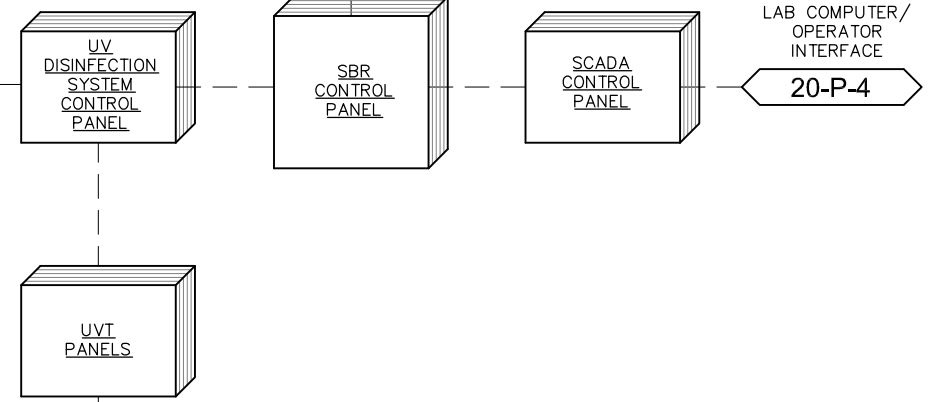 UV
DISINFECTION
SYSTEM
CONTROL
PANEL
SBR
CONTROL
PANEL
SCADA
CONTROL
PANEL
LAB COMPUTER/
OPERATOR
INTERFACE
20-P-4
UVT
PANELS